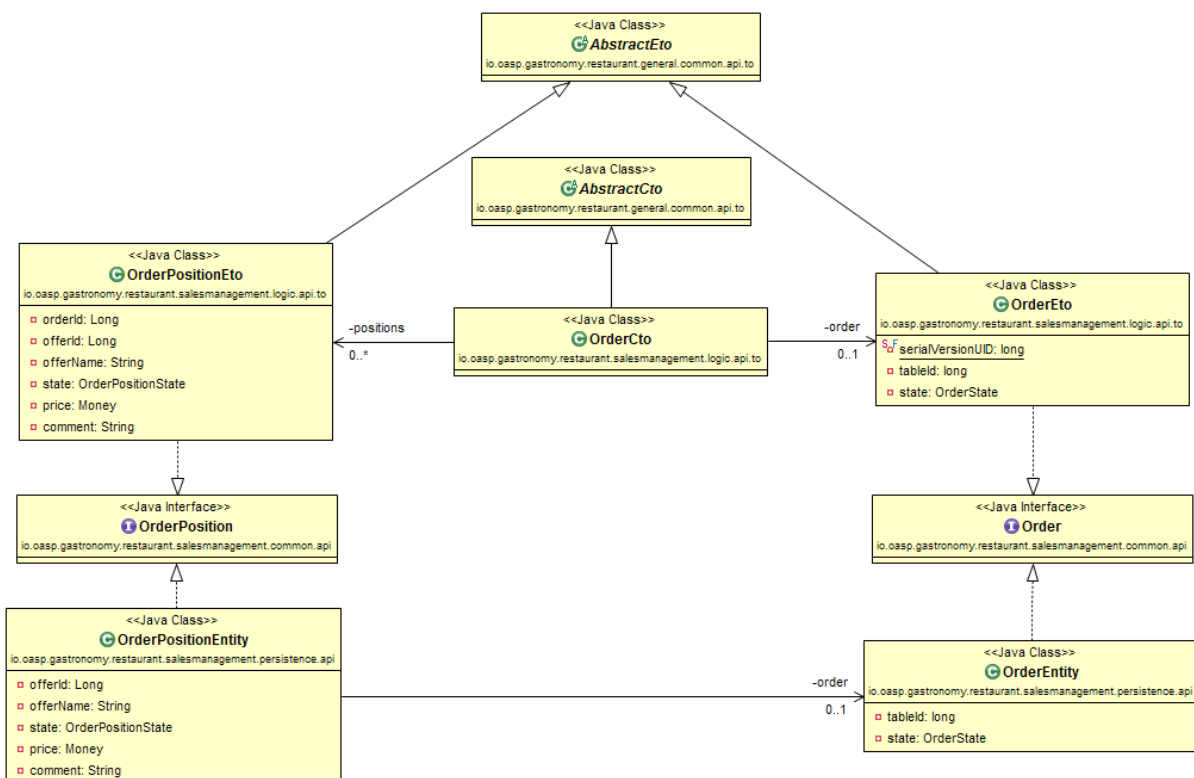 <<Java Class>>
AbstractEto
io.oasp.gastronomy.restaurant.general.common.api.to
<<Java Class>>
AbstractCto
io.oasp.gastronomy.restaurant.general.common.api.to
<<Java Class>>
OrderPositionEto
io.oasp.gastronomy.restaurant.salesmanagement.logic.api.to
orderId: Long
offerId: Long
offerName: String
state: OrderPositionState
price: Money
comment: String
-positions
0..*
<<Java Class>>
OrderCto
io.oasp.gastronomy.restaurant.salesmanagement.logic.api.to
-order
0..1
<<Java Class>>
OrderEto
io.oasp.gastronomy.restaurant.salesmanagement.logic.api.to
serialVersionUID: long
tableId: long
state: OrderState
<<Java Interface>>
OrderPosition
io.oasp.gastronomy.restaurant.salesmanagement.common.api
<<Java Interface>>
Order
io.oasp.gastronomy.restaurant.salesmanagement.common.api
<<Java Class>>
OrderPositionEntity
io.oasp.gastronomy.restaurant.salesmanagement.persistence.api
offerId: Long
offerName: String
state: OrderPositionState
price: Money
comment: String
-order
0..1
<<Java Class>>
OrderEntity
io.oasp.gastronomy.restaurant.salesmanagement.persistence.api
tableId: long
state: OrderState